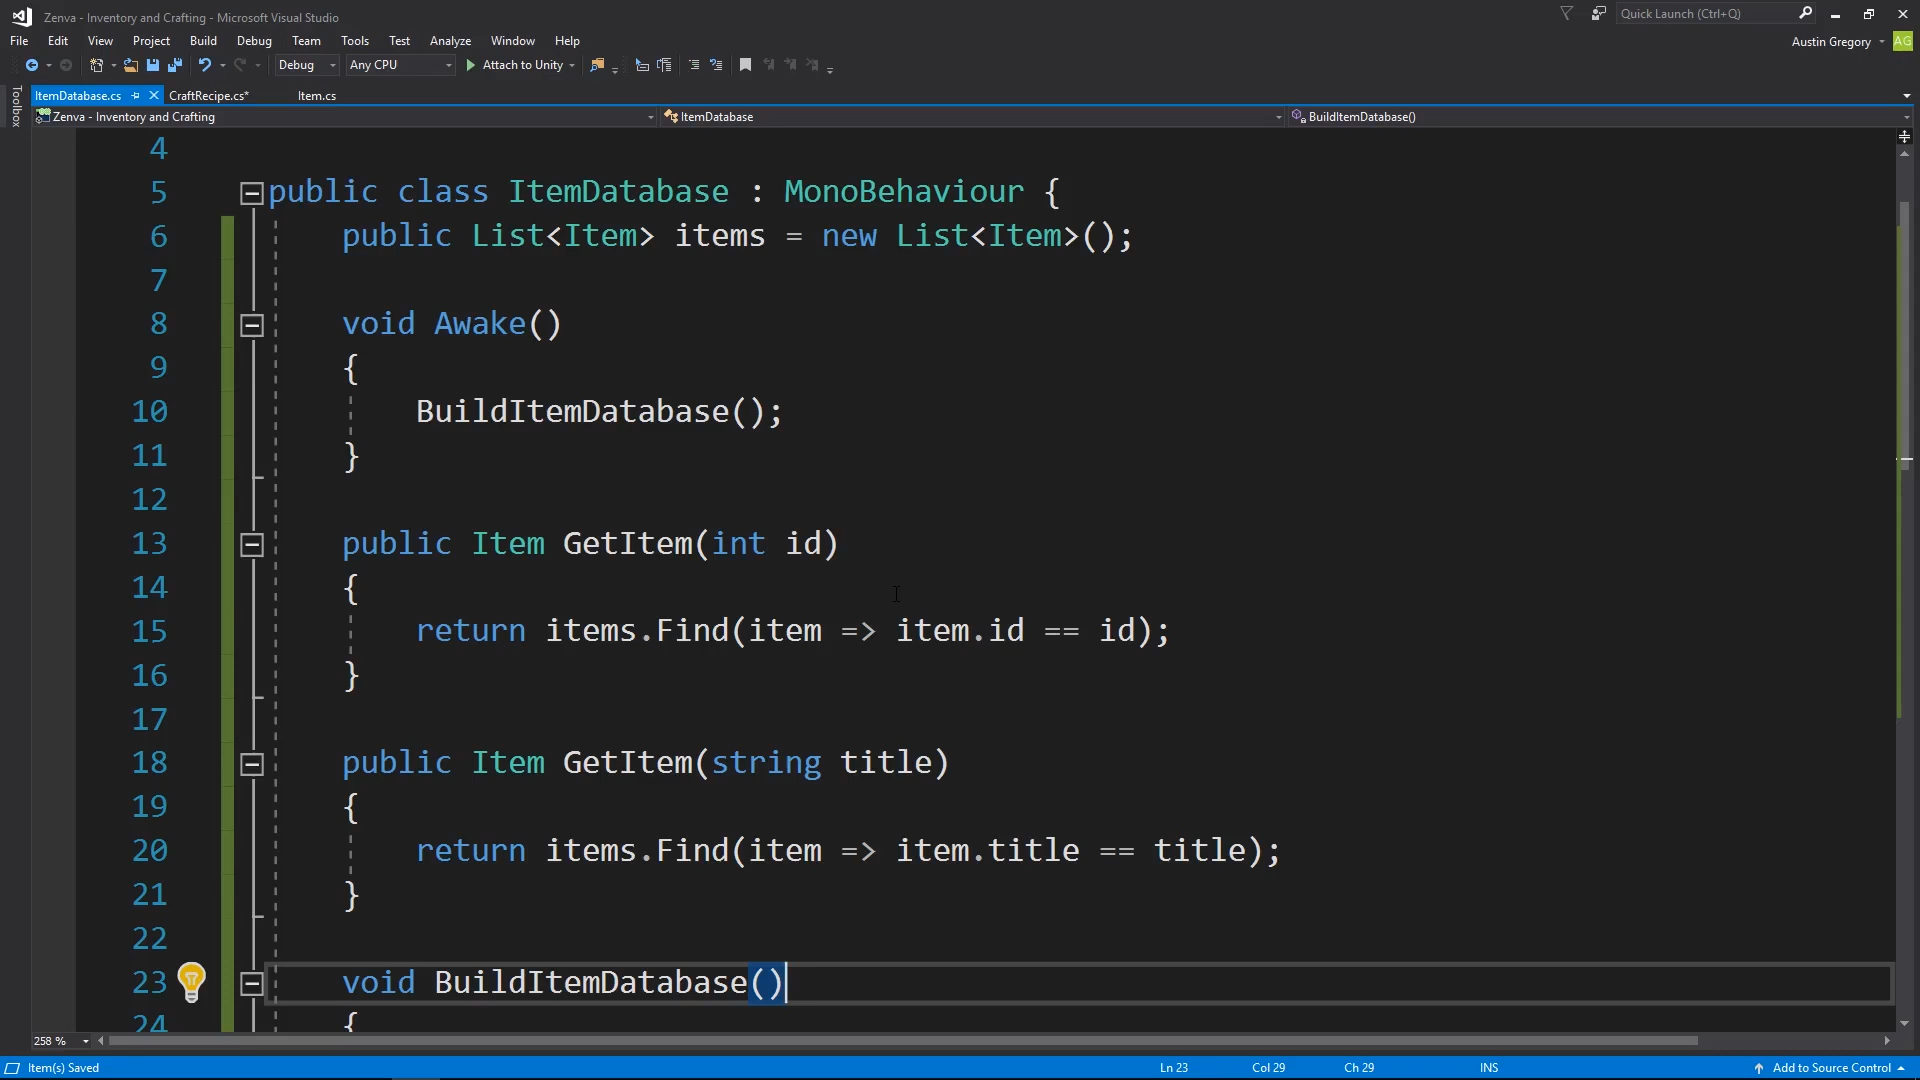 Zenva - Inventory and Crafting - Microsoft Visual Studio
Quick Launch (Ctrl+Q)
File Edit View Project Build Debug Team Tools Test Analyze Window Help
Austin Gregory AG
Debug Any CPU Attach to Unity
Toolbox
ItemDatabase.cs CraftRecipe.cs* Item.cs
Zenva - Inventory and Crafting ItemDatabase BuildItemDatabase()
4
5 public class ItemDatabase : MonoBehaviour {
6 public List<Item> items = new List<Item>();
7
8 void Awake()
9 {
10 BuildItemDatabase();
11 }
12
13 public Item GetItem(int id)
14 {
15 return items.Find(item => item.id == id);
16 }
17
18 public Item GetItem(string title)
19 {
20 return items.Find(item => item.title == title);
21 }
22
23 void BuildItemDatabase()
24 {
258 %
Item(s) Saved Ln 23 Col 29 Ch 29 INS Add to Source Control